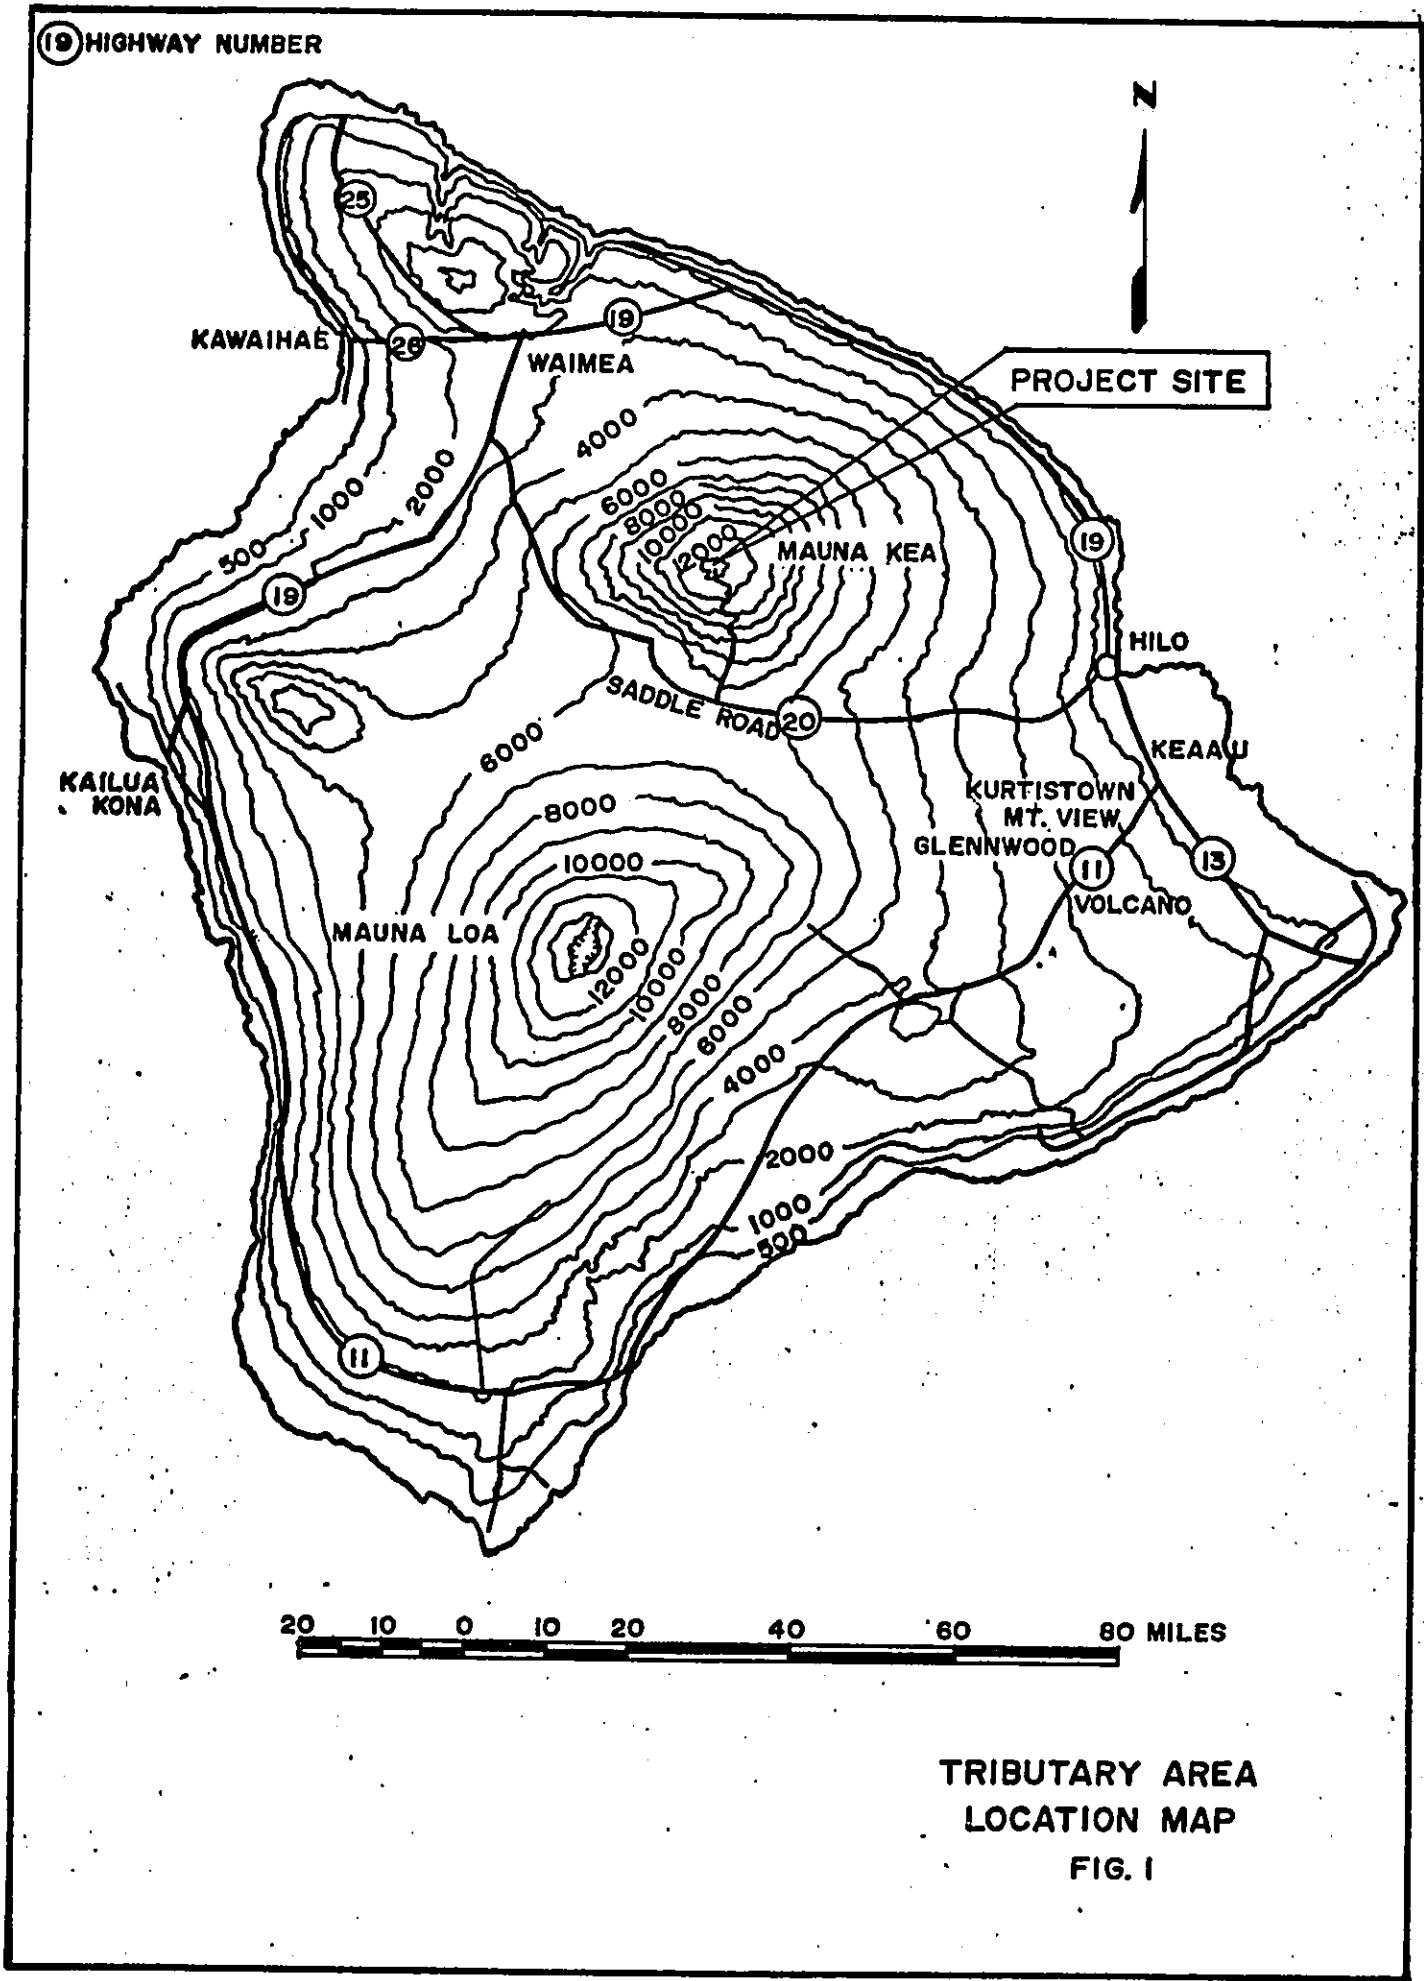 19 HIGHWAY NUMBER
N
25
KAWAIHAE
26
19
WAIMEA
PROJECT SITE
4000
2000
1000
500
6000
8000
10000
12000
MAUNA KEA
19
19
HILO
SADDLE ROAD
20
6000
KEAAU
KAILUA
KONA
KURTISTOWN
MT. VIEW
GLENNWOOD
11
13
VOLCANO
8000
10000
MAUNA LOA
12000
10000
8000
6000
4000
2000
1000
500
11
20 10 0 10 20 40 60 80 MILES
TRIBUTARY AREA
LOCATION MAP
FIG. 1